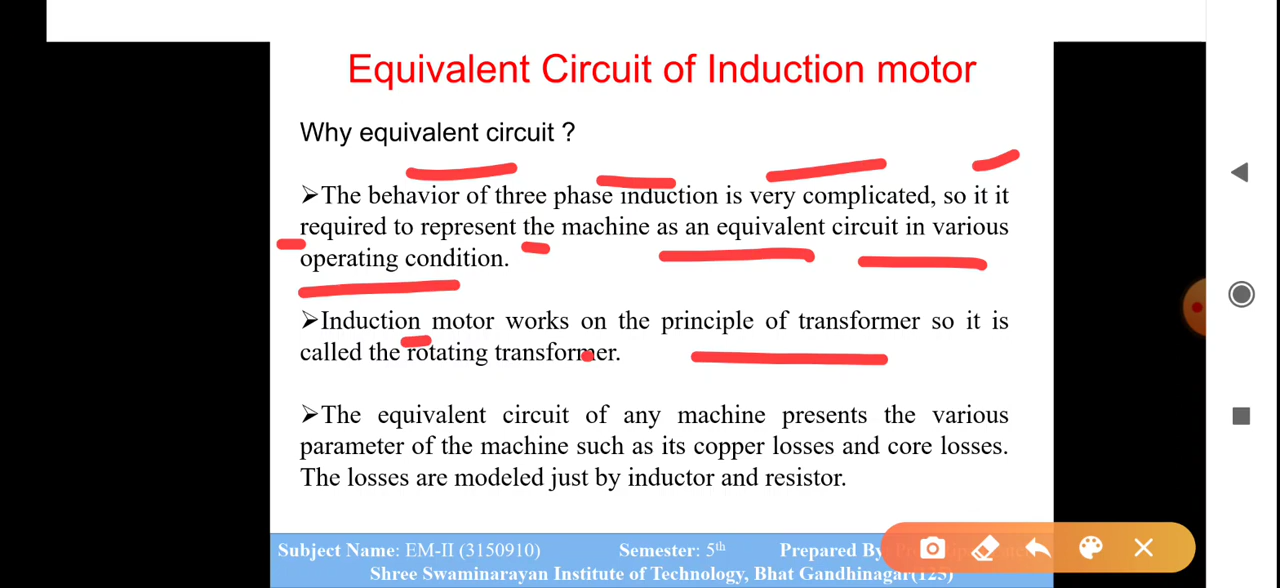 Equivalent Circuit of Induction motor
Why equivalent circuit ?
➢The behavior of three phase induction is very complicated, so it it
required to represent the machine as an equivalent circuit in various
operating condition.
➢Induction motor works on the principle of transformer so it is
called the rotating transformer.
➢The equivalent circuit of any machine presents the various
parameter of the machine such as its copper losses and core losses.
The losses are modeled just by inductor and resistor.
Subject Name: EM-II (3150910) Semester: 5th Prepared By:
Shree Swaminarayan Institute of Technology, Bhat Gandhinagar(125)